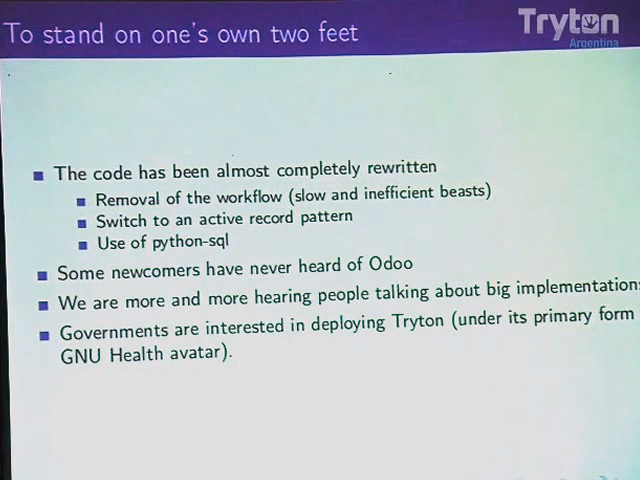 To stand on one's own two feet
Tryton
Argentina
The code has been almost completely rewritten
Removal of the workflow (slow and inefficient beasts)
Switch to an active record pattern
Use of python-sql
Some newcomers have never heard of Odoo
We are more and more hearing people talking about big implementations
Governments are interested in deploying Tryton (under its primary form
GNU Health avatar).